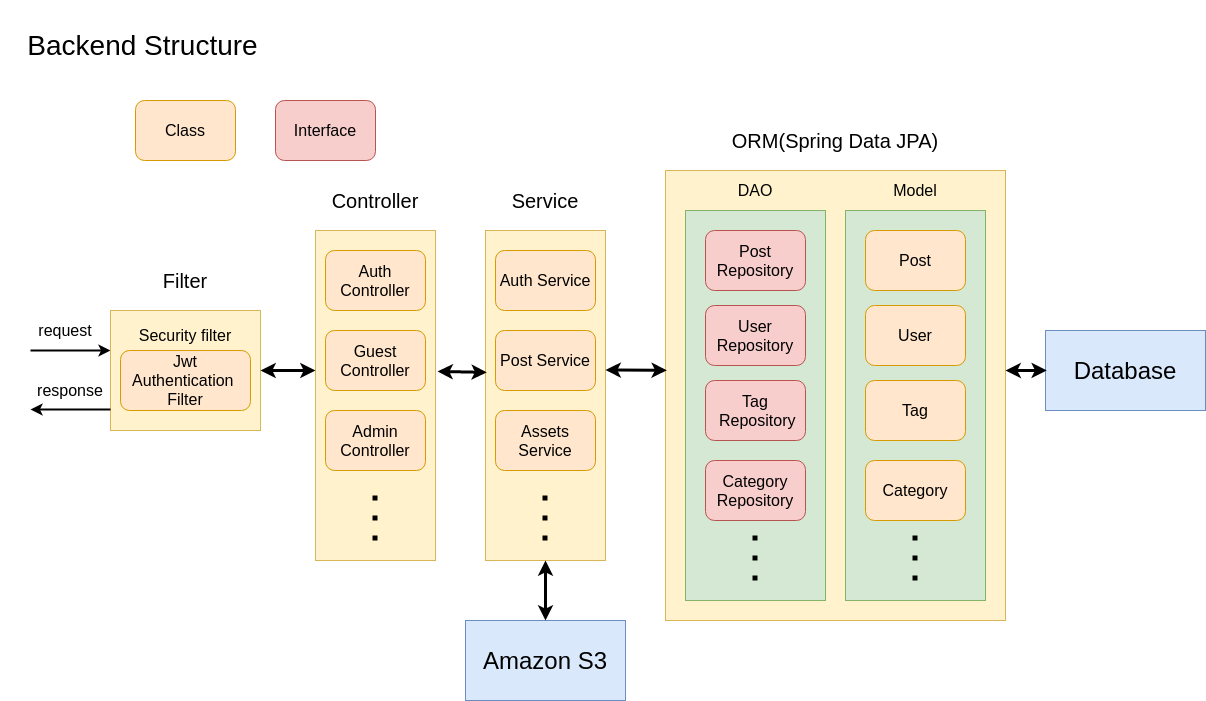 Backend Structure
Class
Interface
ORM(Spring Data JPA)
Controller
Service
DAO
Model
Filter
request
response
Security filter
Jwt
Authentication
Filter
Auth
Controller
Guest
Controller
Admin
Controller
Auth Service
Post Service
Assets
Service
Post
Repository
User
Repository
Tag
Repository
Category
Repository
Post
User
Tag
Category
Database
Amazon S3